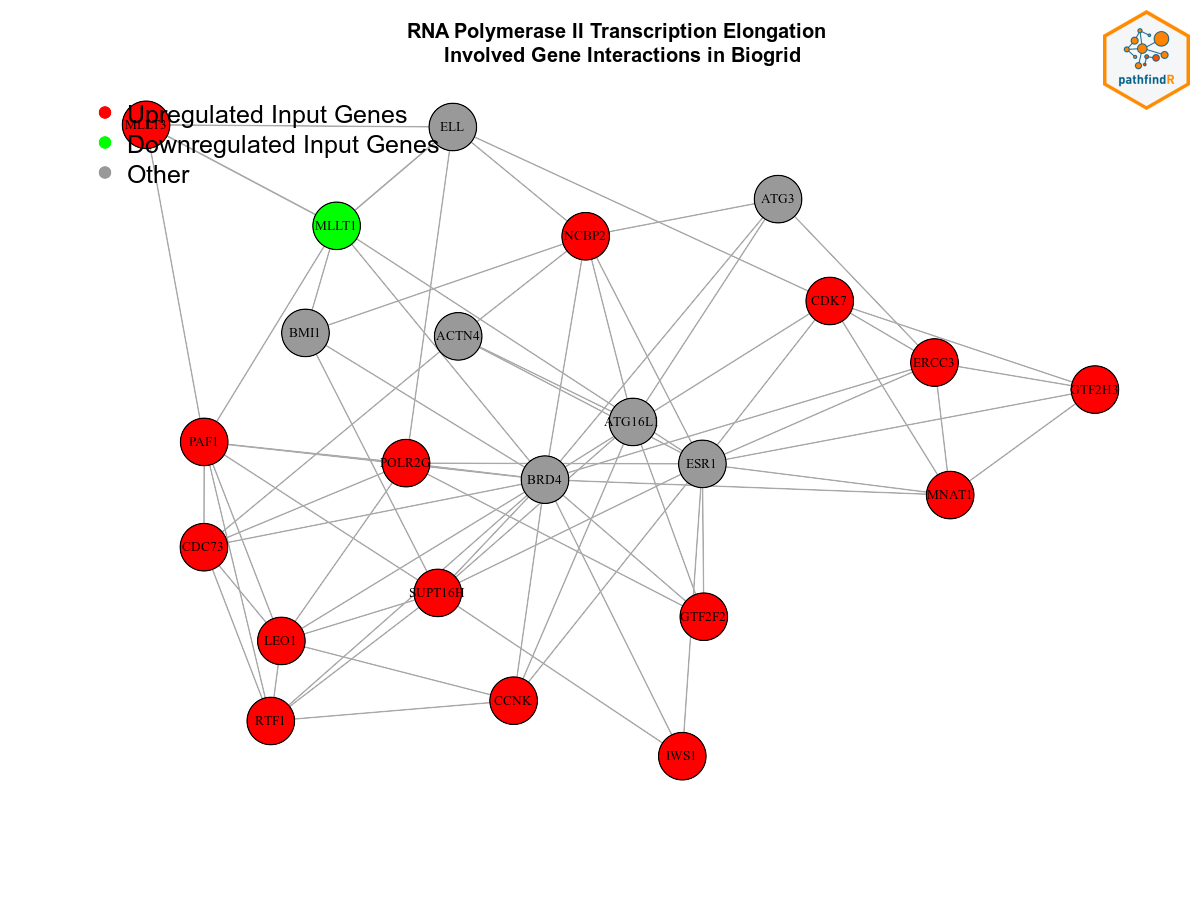 RNA Polymerase II Transcription Elongation
Involved Gene Interactions in Biogrid
pathfindR
Upregulated Input Genes
Downregulated Input Genes
Other
MLLT3
ELL
ATG3
MLLT1
NCBP2
CDK7
BMI1
ACTN4
ERCC3
GTF2H3
ATG16L
PAF1
POLR2G
BRD4
ESR1
MNAT1
CDC73
SUPT16H
GTF2F2
LEO1
CCNK
RTF1
IWS1